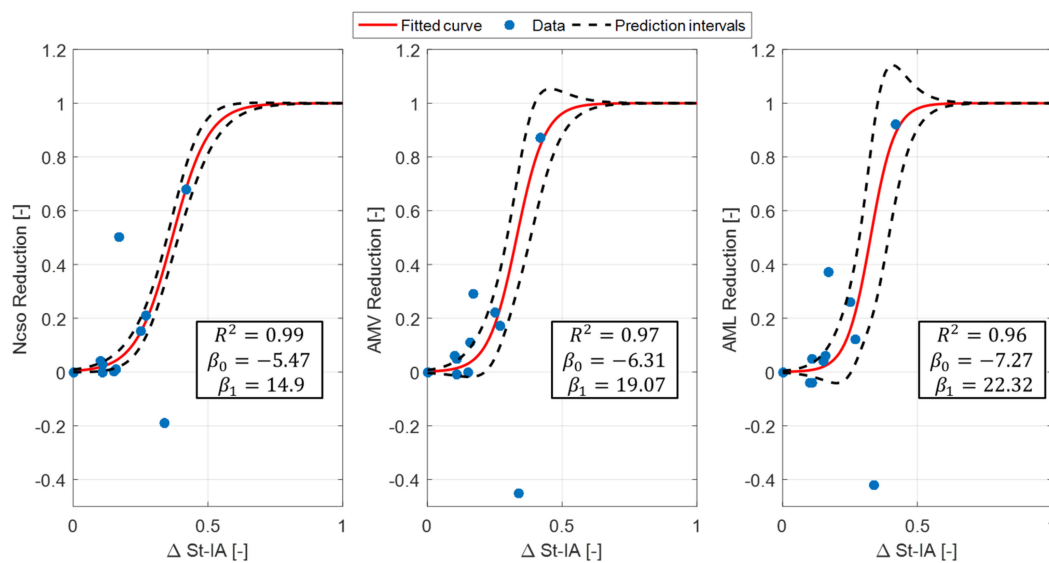 Fitted curve Data Prediction intervals
1.2
1
0.8
0.6
0.4
0.2
0
-0.2
-0.4
Ncso Reduction [-]
R² = 0.99
β₀ = −5.47
β₁ = 14.9
0 0.5 1
Δ St-IA [-]
1.2
1
0.8
0.6
0.4
0.2
0
-0.2
-0.4
AMV Reduction [-]
R² = 0.97
β₀ = −6.31
β₁ = 19.07
0 0.5 1
Δ St-IA [-]
1.2
1
0.8
0.6
0.4
0.2
0
-0.2
-0.4
AML Reduction [-]
R² = 0.96
β₀ = −7.27
β₁ = 22.32
0 0.5 1
Δ St-IA [-]